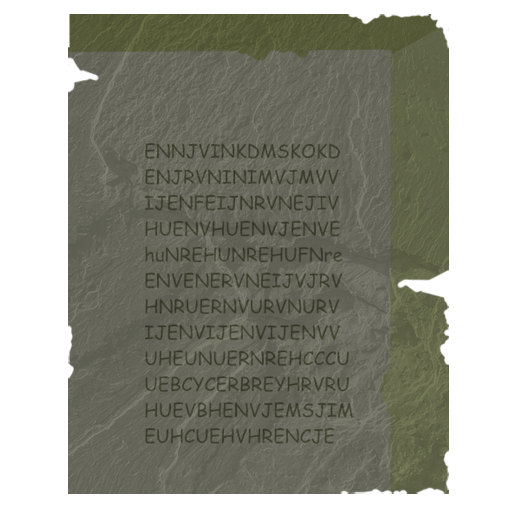 ENNJVINKDMSKOKD
ENJRVNINIMVJMVV
IJENFEIJNRVNEJIV
HUENVHUENVJENVE
huNREHUNREHUFNre
ENVENERVNEIJVJRV
HNRUERNVURVNURV
IJENVIJENVIJENVV
UHEUNUERNREHCCCU
UEBCYCERBREYHRVRU
HUEVBHENVJEMSJIM
EUHCUEHVHRENCJE